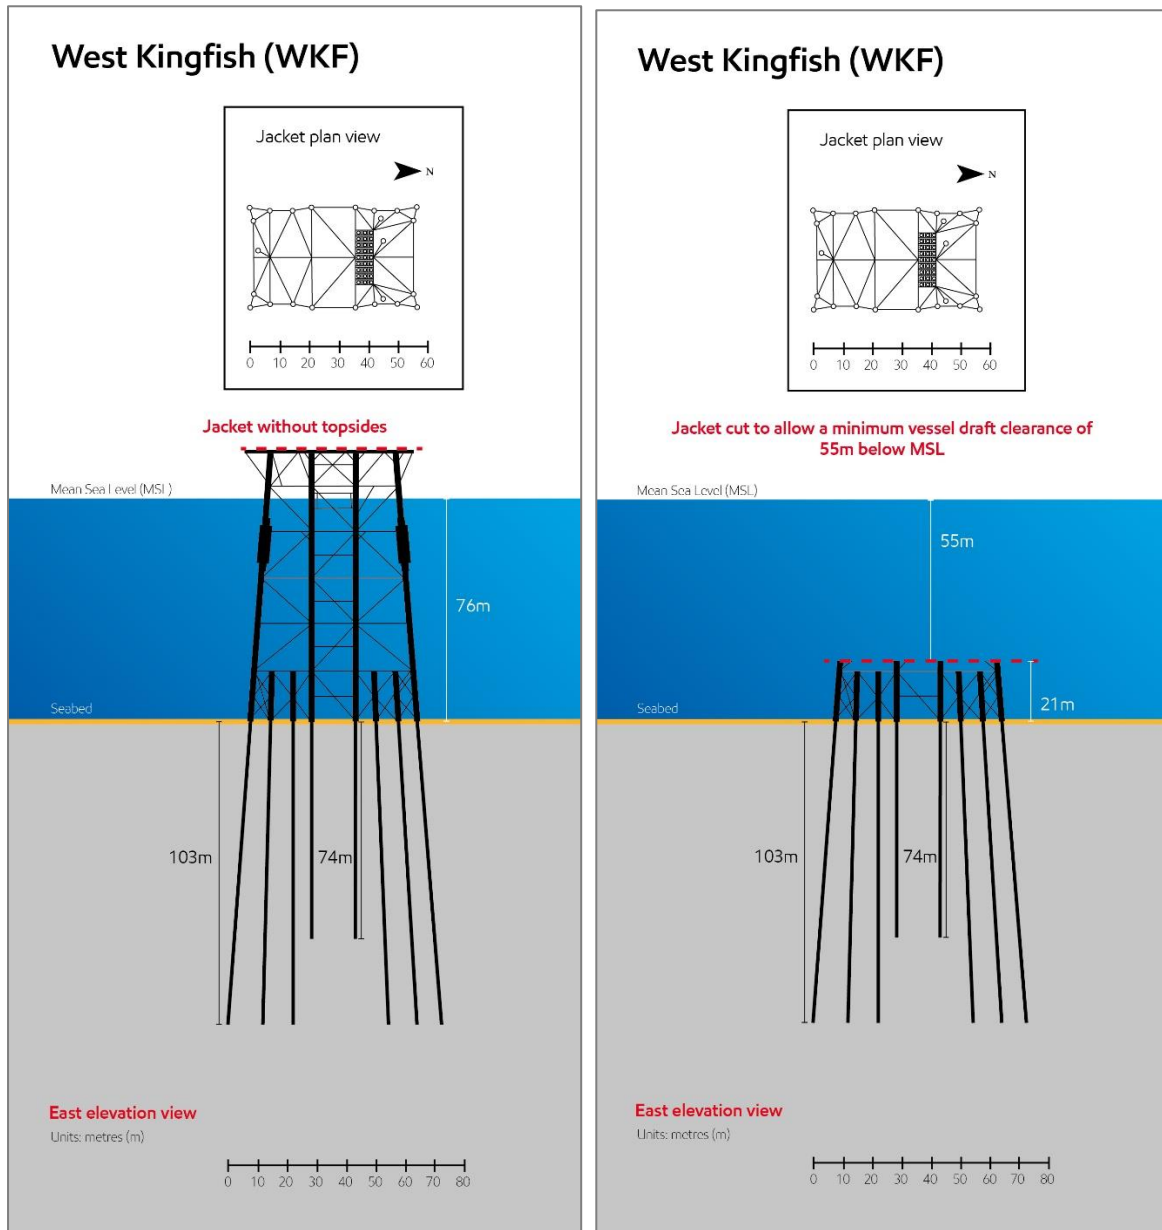 West Kingfish (WKF)
Jacket plan view
N
0 10 20 30 40 50 60
Jacket without topsides
Mean Sea Level (MSL)
76m
Seabed
103m
74m
East elevation view
Units: metres (m)
0 10 20 30 40 50 60 70 80
West Kingfish (WKF)
Jacket plan view
N
0 10 20 30 40 50 60
Jacket cut to allow a minimum vessel draft clearance of
55m below MSL
Mean Sea Level (MSL)
55m
Seabed
21m
103m
74m
East elevation view
Units: metres (m)
0 10 20 30 40 50 60 70 80